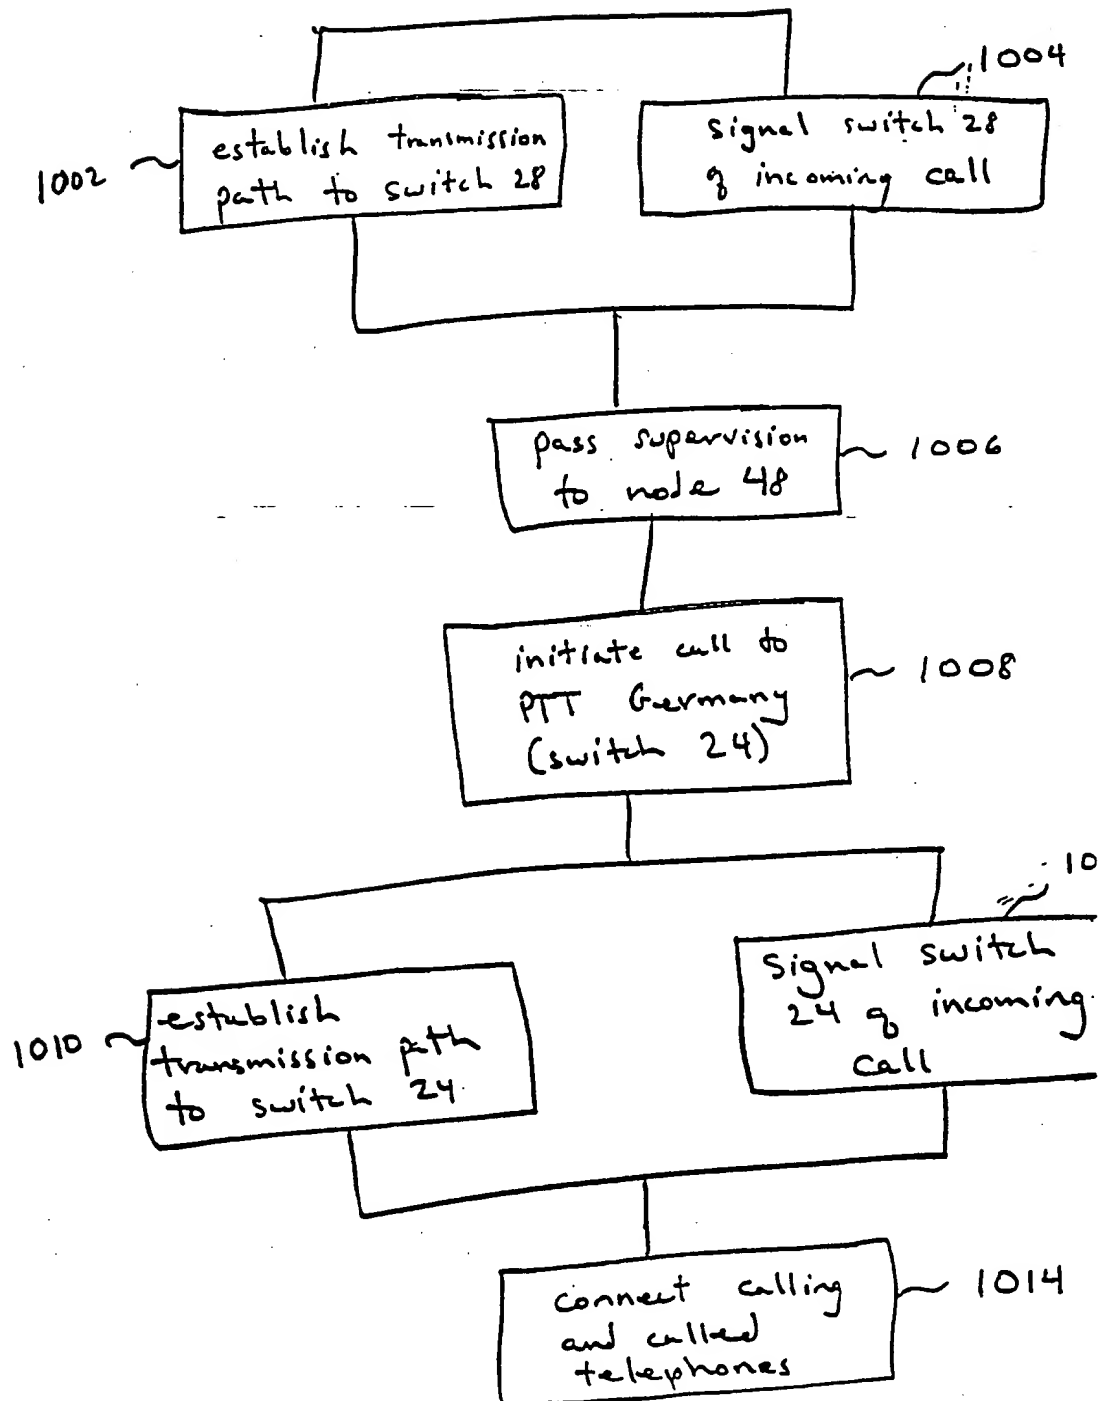 1004
establish transmission
path to switch 28
1002
signal switch 28
of incoming call
pass supervision
to node 48
1006
initiate call to
PTT Germany
(switch 24)
1008
10
establish
transmission path
to switch 24.
1010
Signal switch
24 of incoming
call
connect calling
and called
telephones
1014